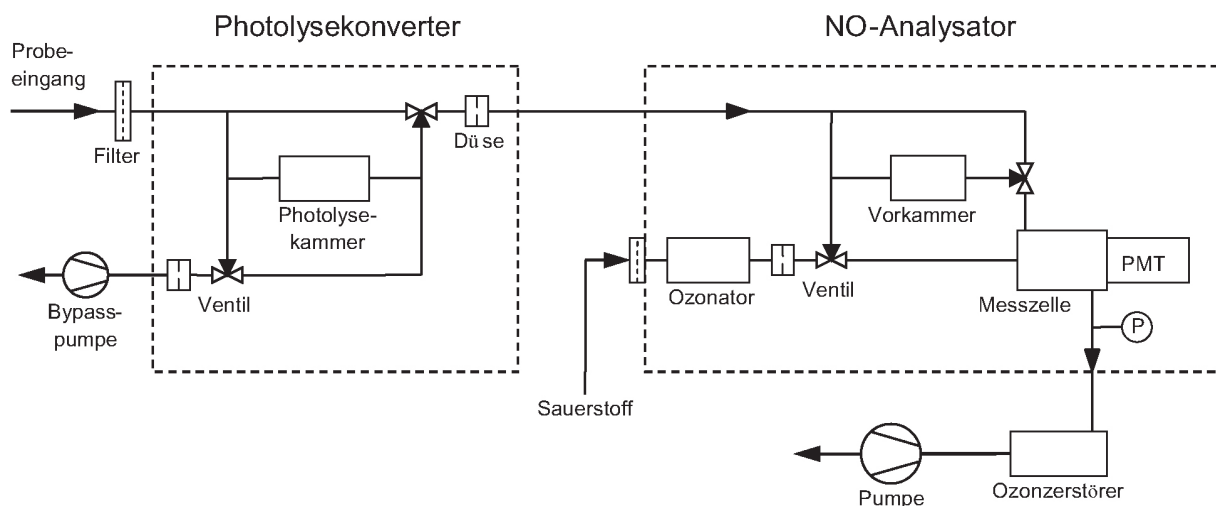 Photolysekonverter
NO-Analysator
Probe-
eingang
Filter
Düse
Photolyse-
kammer
Vorkammer
Ventil
Bypass-
pumpe
Ozonator
Ventil
PMT
Messzelle
P
Sauerstoff
Pumpe
Ozonzerstörer